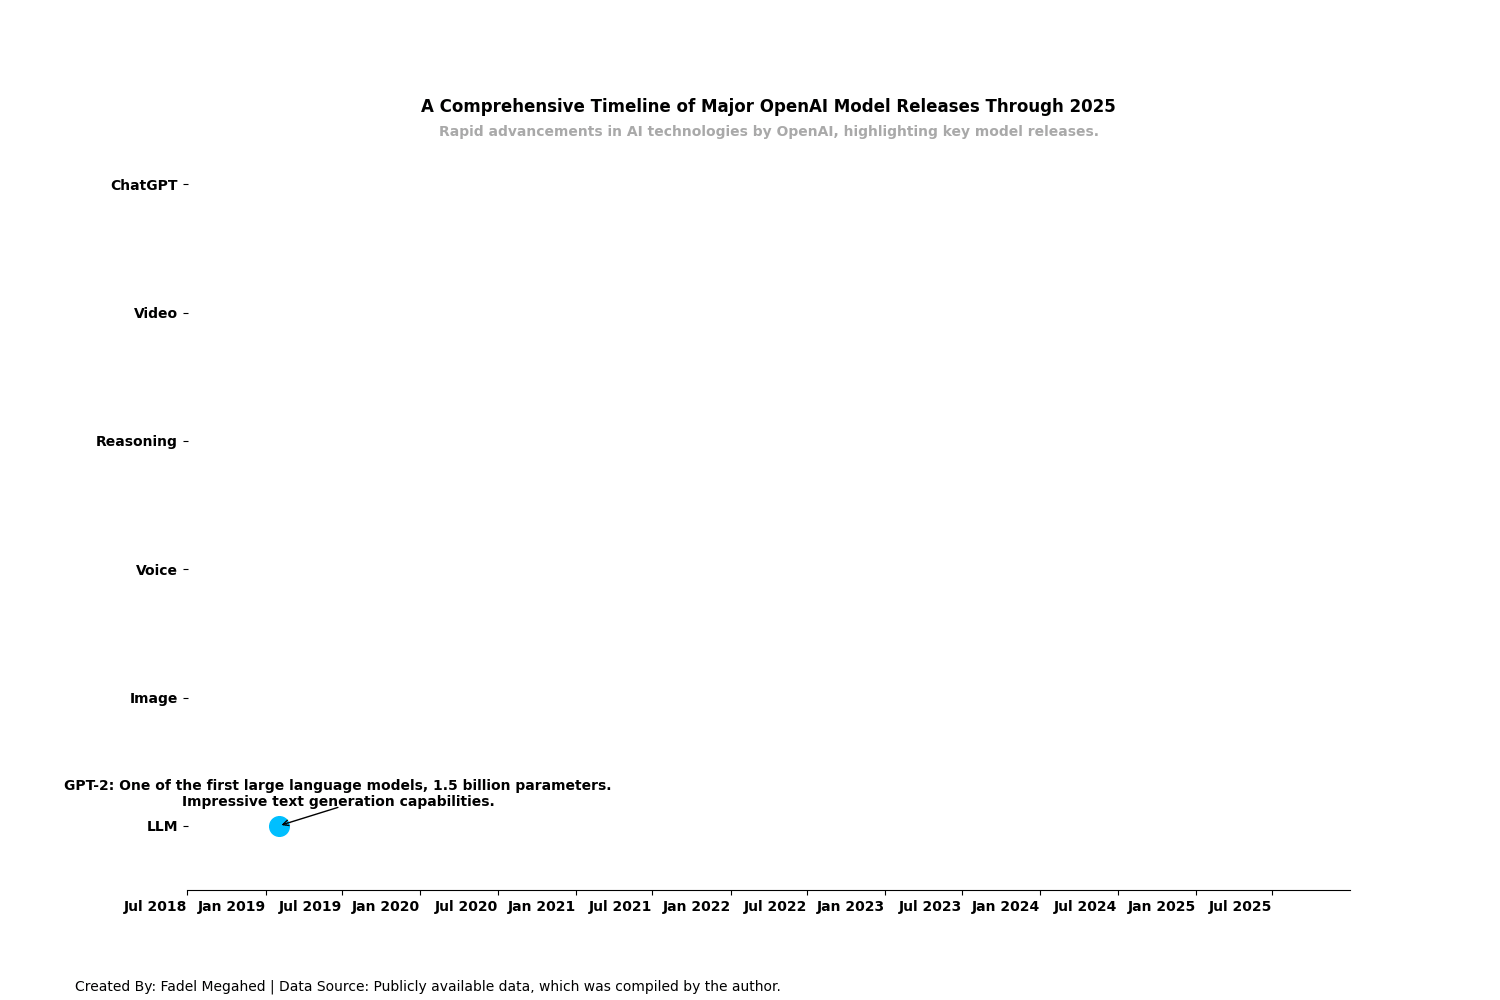 A Comprehensive Timeline of Major OpenAI Model Releases Through 2025
Rapid advancements in AI technologies by OpenAI, highlighting key model releases.
ChatGPT
Video
Reasoning
Voice
Image
GPT-2: One of the first large language models, 1.5 billion parameters.
Impressive text generation capabilities.
LLM
Jul 2018 Jan 2019 Jul 2019 Jan 2020 Jul 2020 Jan 2021 Jul 2021 Jan 2022 Jul 2022 Jan 2023 Jul 2023 Jan 2024 Jul 2024 Jan 2025 Jul 2025
Created By: Fadel Megahed | Data Source: Publicly available data, which was compiled by the author.